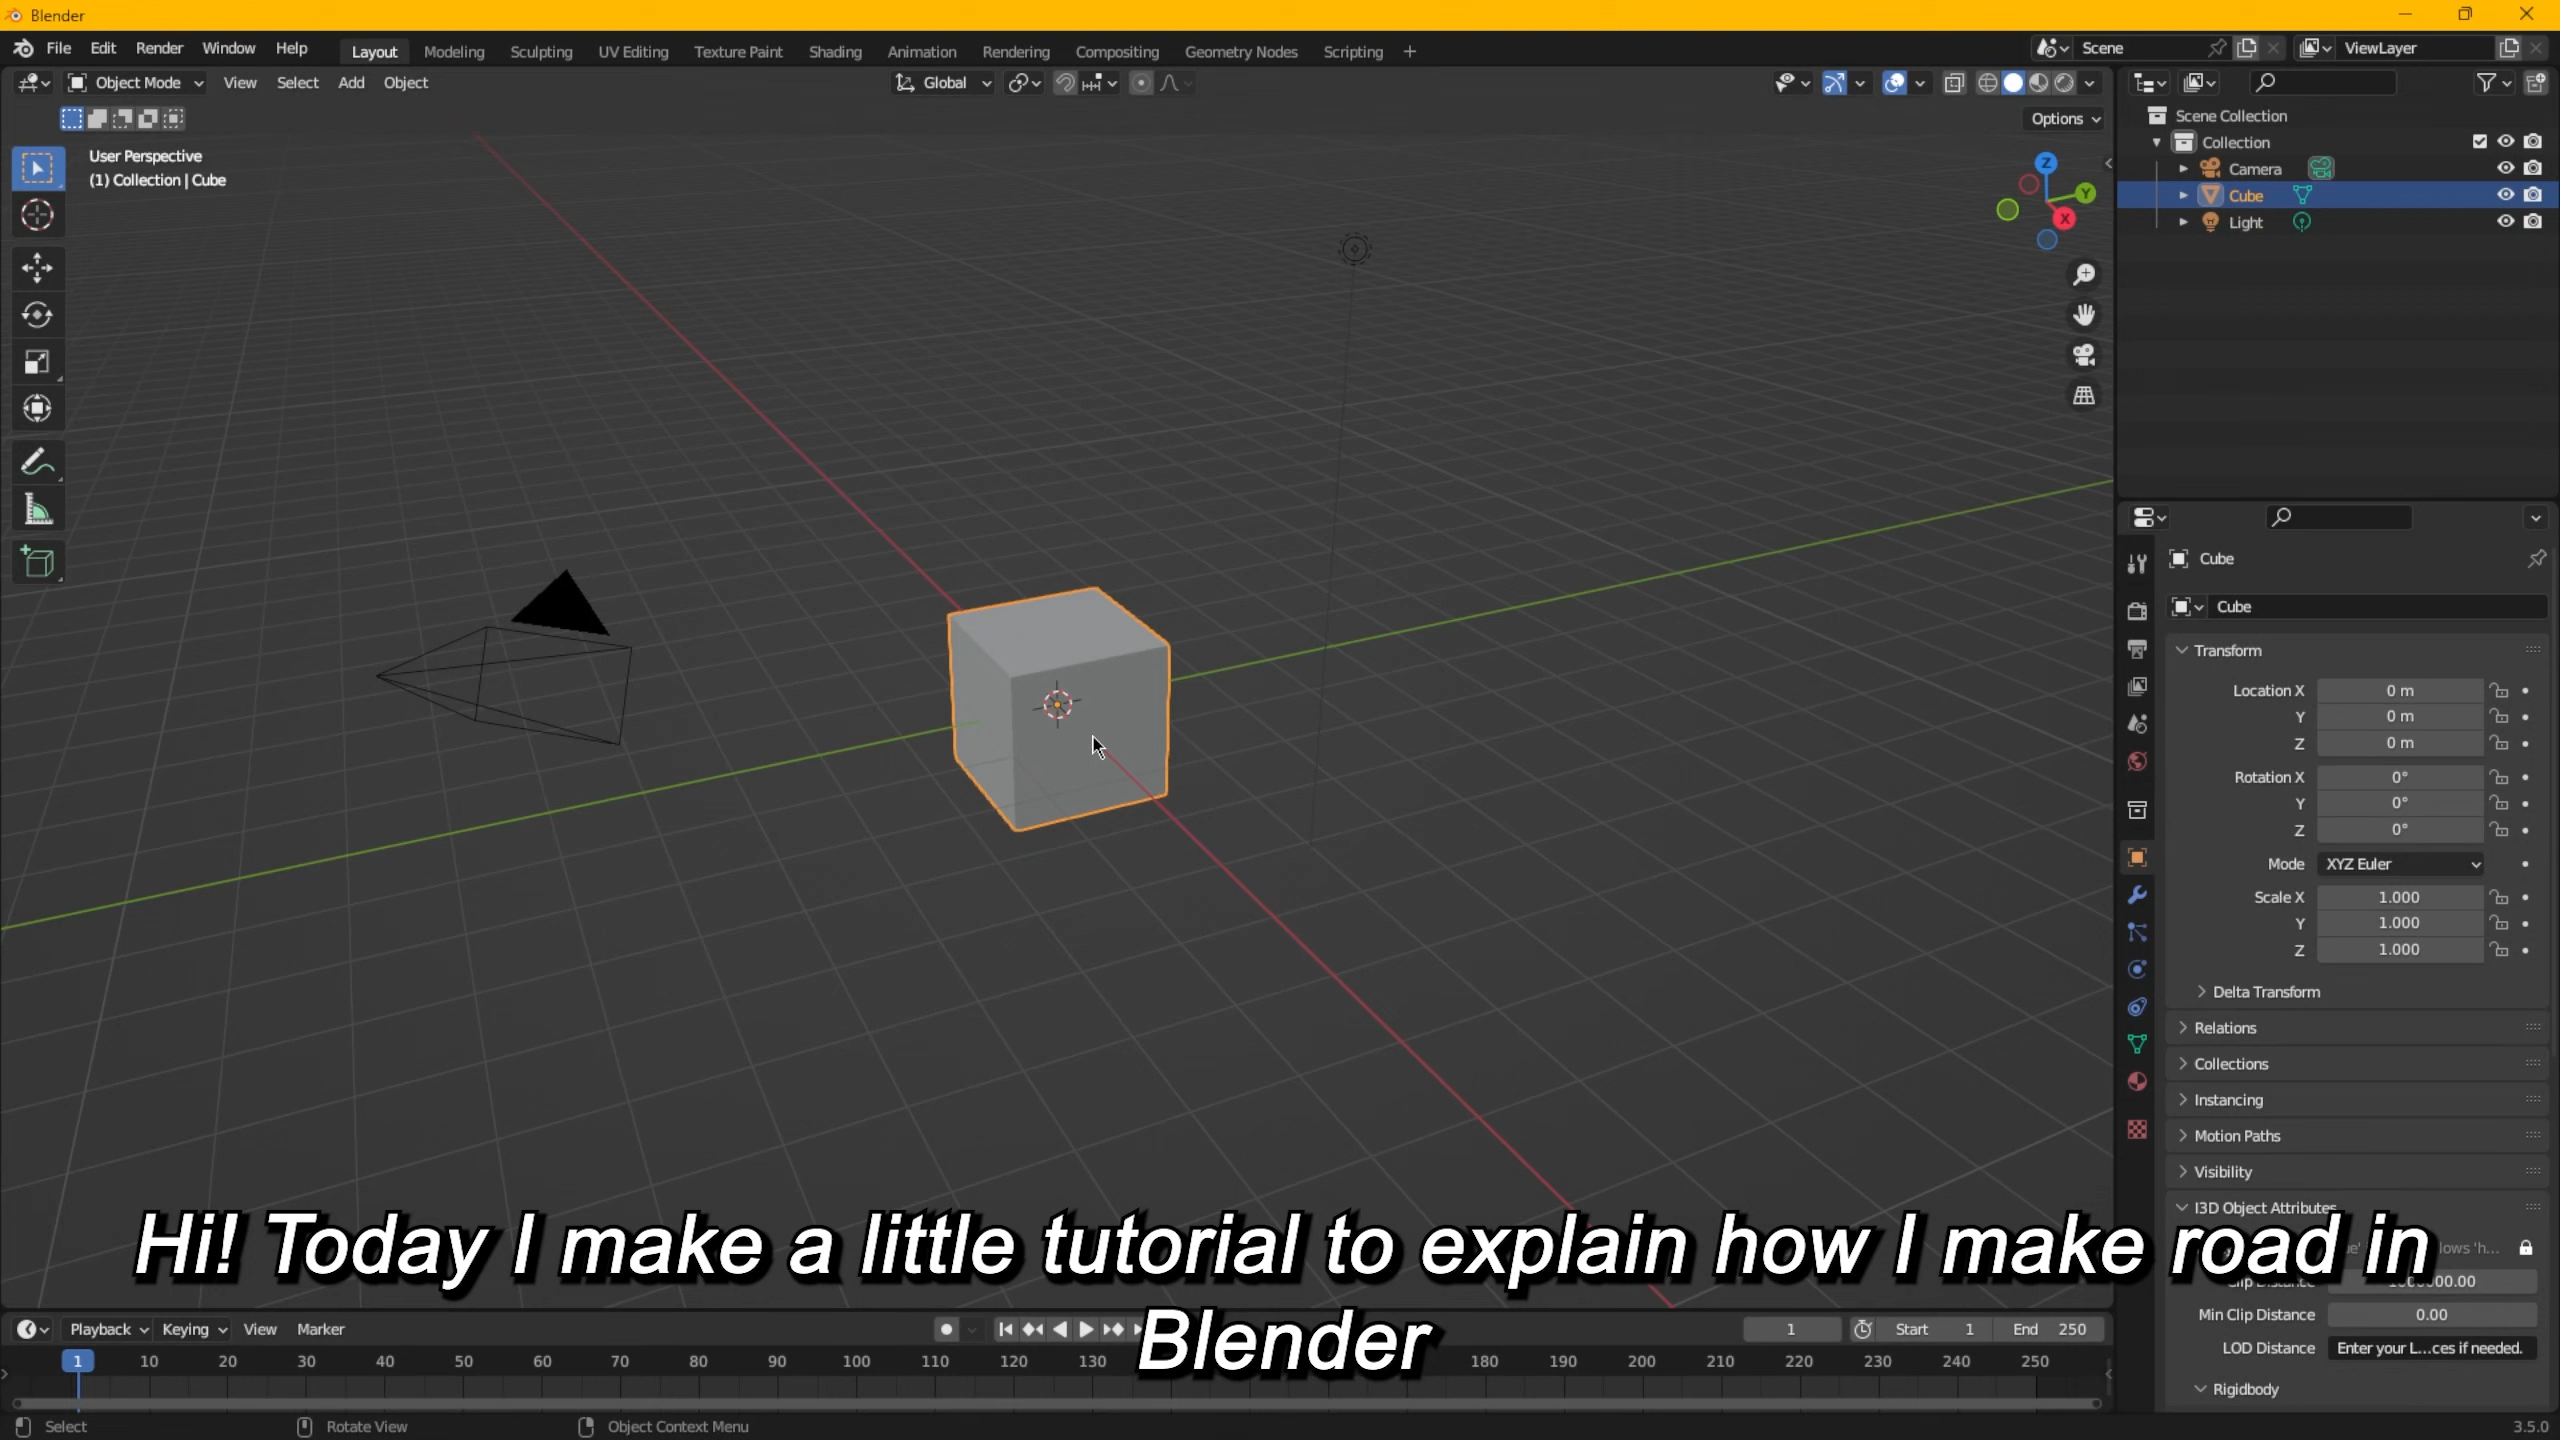 Blender
File Edit Render Window Help Layout Modeling Sculpting UV Editing Texture Paint Shading Animation Rendering Compositing Geometry Nodes Scripting + Scene ViewLayer
Object Mode View Select Add Object Global
Options
User Perspective
(1) Collection | Cube
Z
Y
X
Scene Collection
Collection
Camera
Cube
Light
Cube
Cube
Transform
Location X 0 m
Y 0 m
Z 0 m
Rotation X 0°
Y 0°
Z 0°
Mode XYZ Euler
Scale X 1.000
Y 1.000
Z 1.000
Delta Transform
Relations
Collections
Instancing
Motion Paths
Visibility
I3D Object Attributes
lows 'h...
Min Clip Distance 0.00
LOD Distance Enter your L...ces if needed.
Rigidbody
Hi! Today I make a little tutorial to explain how I make road in
Blender
Playback Keying View Marker 1 Start 1 End 250
1 10 20 30 40 50 60 70 80 90 100 110 120 130 180 190 200 210 220 230 240 250
Select Rotate View Object Context Menu 3.5.0